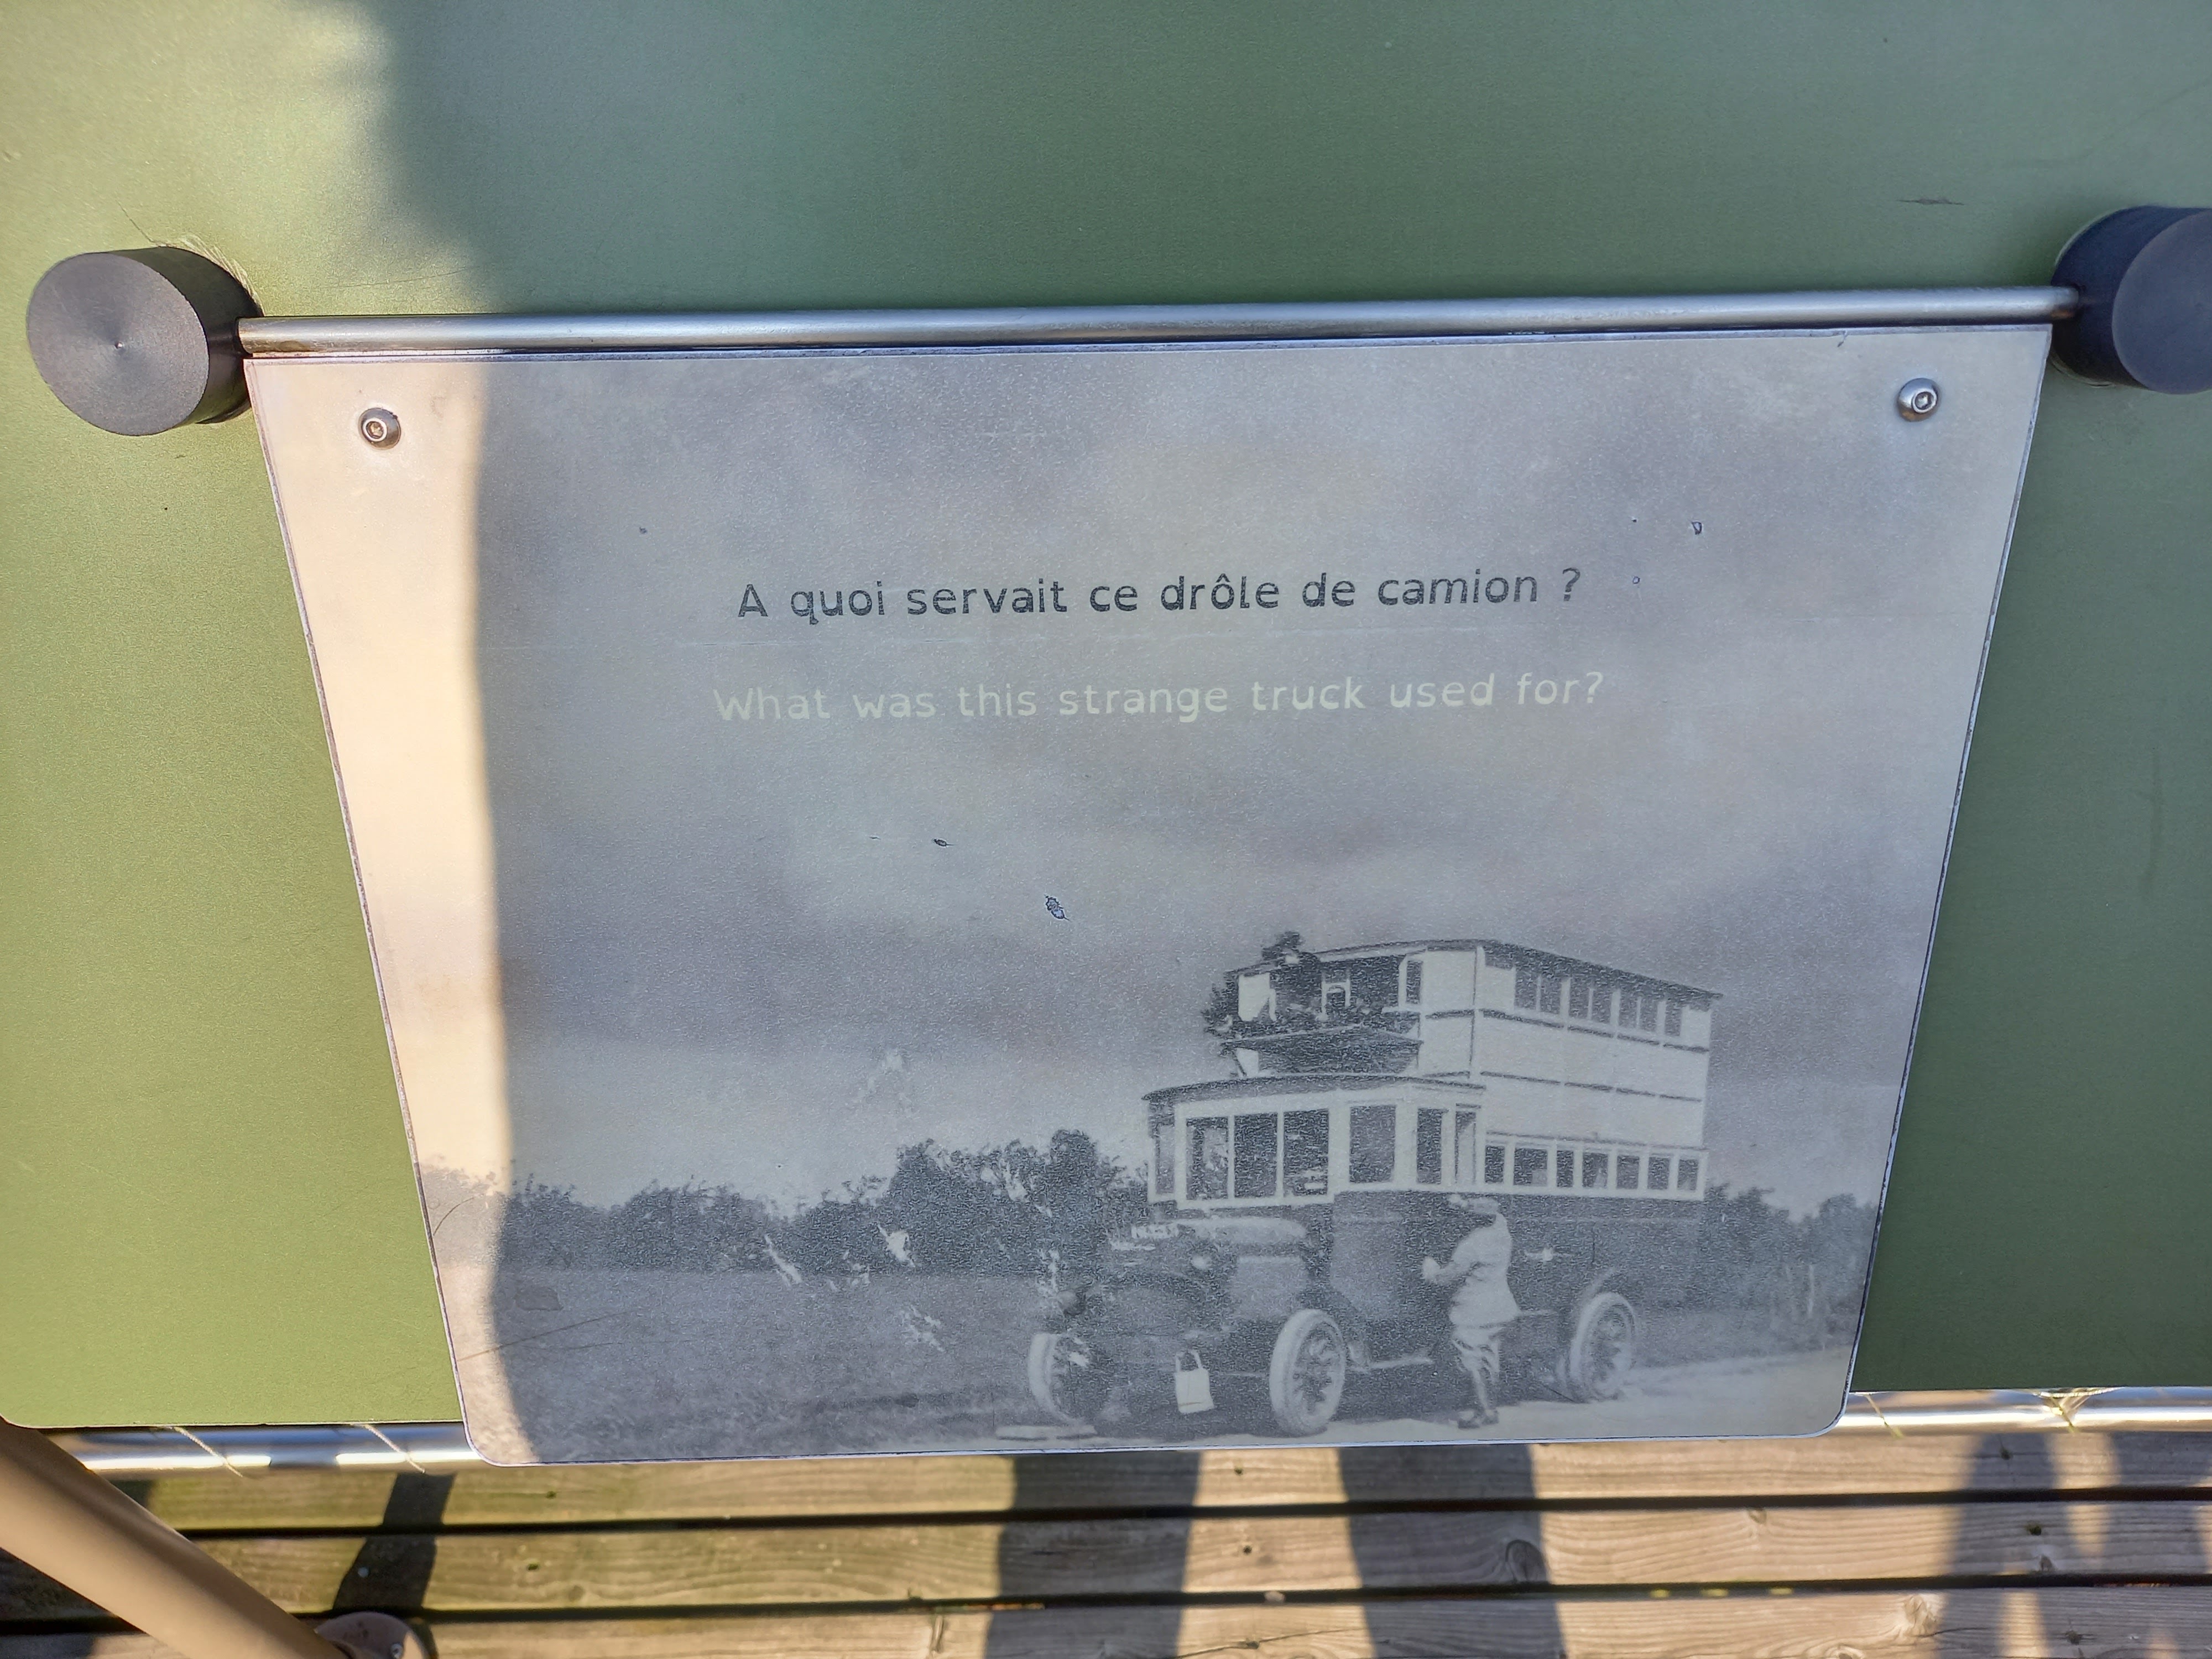 A quoi servait ce drôle de camion ?
What was this strange truck used for?